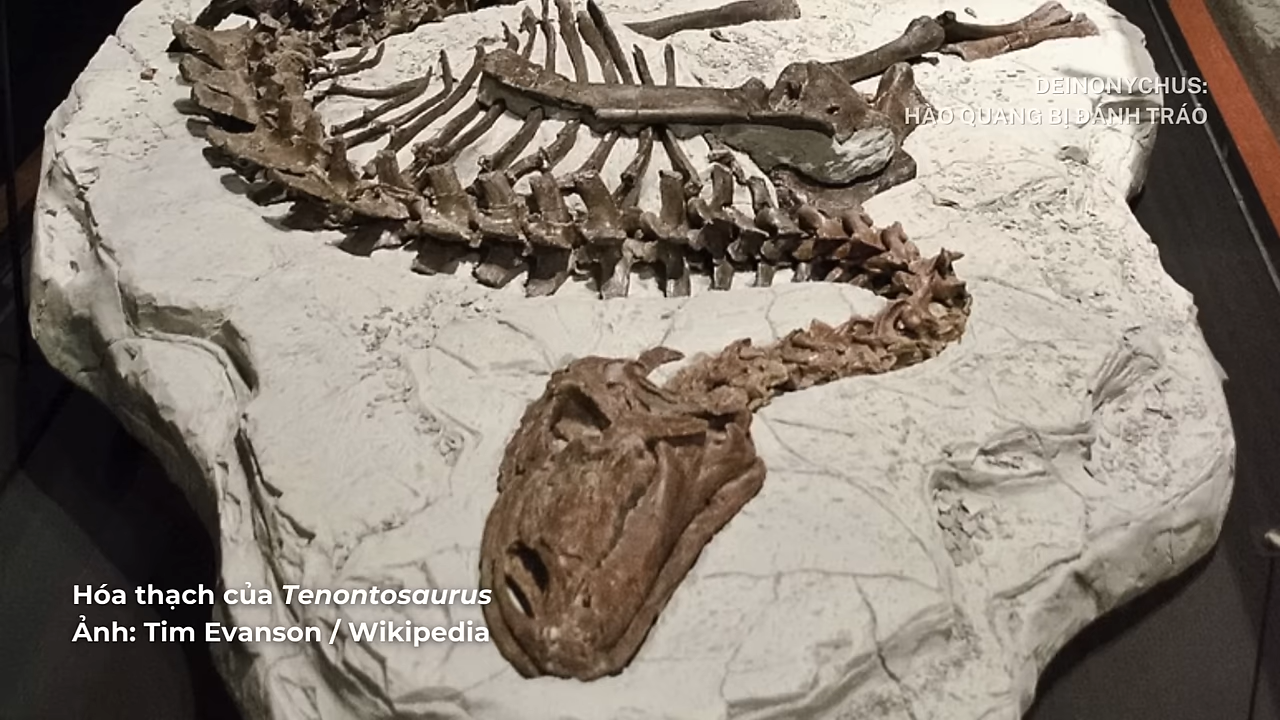 DEINONYCHUS:
HÀO QUANG BỊ ĐÁNH TRÁO
Hóa thạch của Tenontosaurus
Ảnh: Tim Evanson / Wikipedia